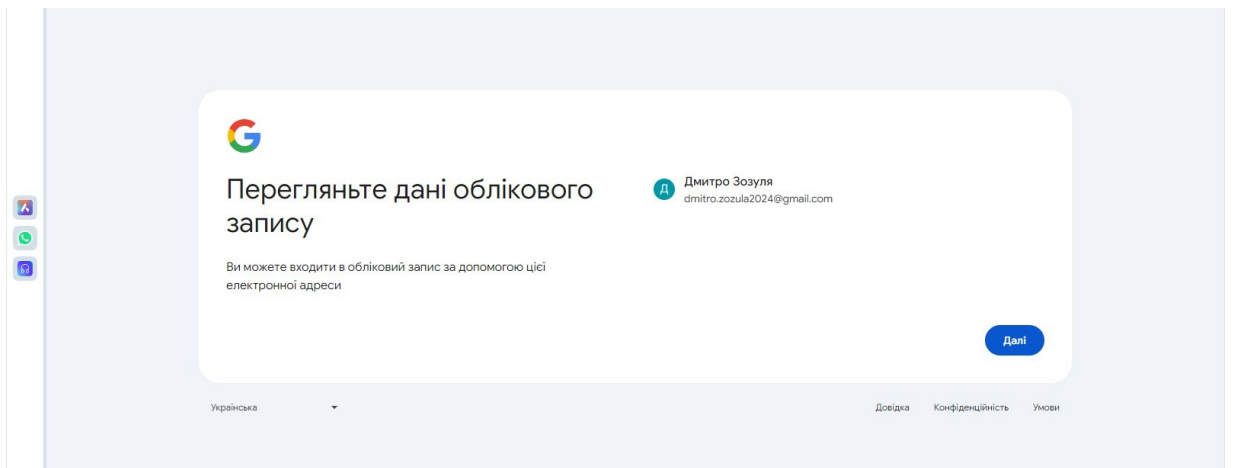 Перегляньте дані облікового
запису
Ви можете входити в обліковий запис за допомогою цієї
електронної адреси
Д
Дмитро Зозуля
dmitro.zozula2024@gmail.com
Далі
Українська
Довідка Конфіденційність Умови